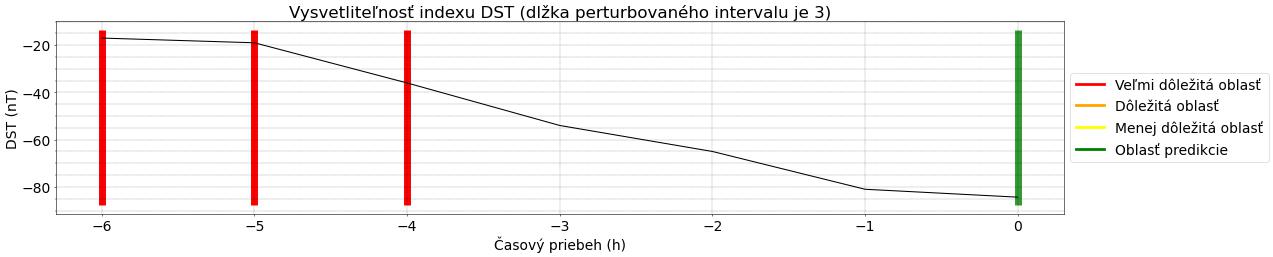 Vysvetliteľnosť indexu DST (dlžka perturbovaného intervalu je 3)
−20
−40
−60
−80
DST (nT)
−6 −5 −4 −3 −2 −1 0
Časový priebeh (h)
Veľmi dôležitá oblasť
Dôležitá oblasť
Menej dôležitá oblasť
Oblasť predikcie